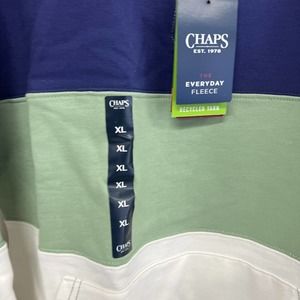 CHAPS
EST. 1978
THE
EVERYDAY
FLEECE
RECYCLED YARN
CHAPS
XL
XL
XL
XL
XL
XL
CHAPS